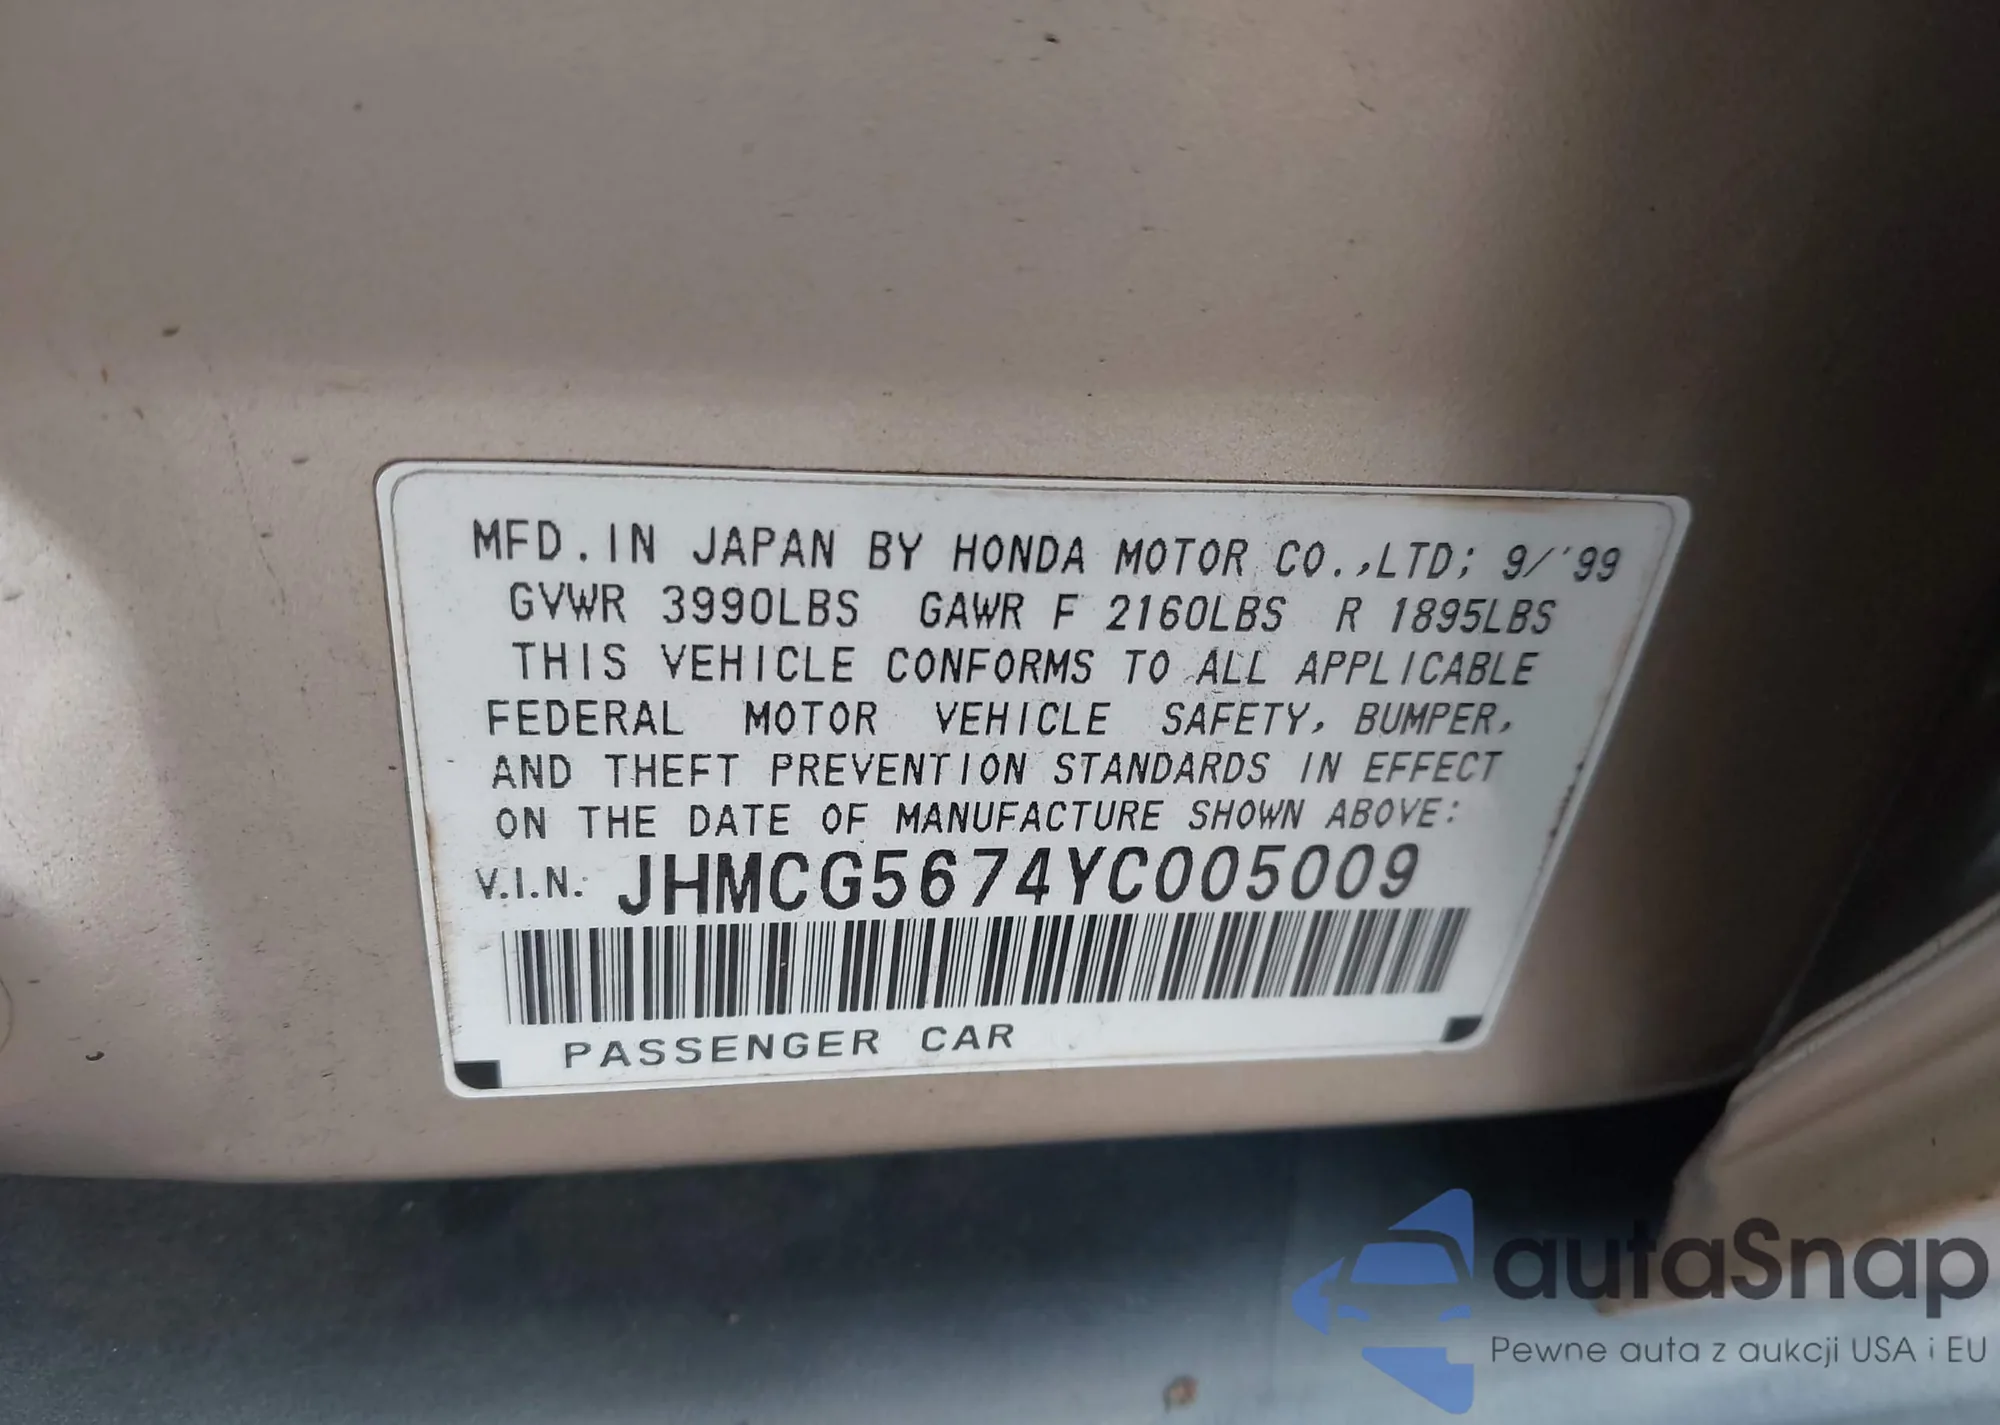 MFD.IN JAPAN BY HONDA MOTOR CO.,LTD; 9/'99
GVWR 3990LBS GAWR F 2160LBS R 1895LBS
THIS VEHICLE CONFORMS TO ALL APPLICABLE
FEDERAL MOTOR VEHICLE SAFETY, BUMPER,
AND THEFT PREVENTION STANDARDS IN EFFECT
ON THE DATE OF MANUFACTURE SHOWN ABOVE:
V.I.N.: JHMCG5674YC005009
PASSENGER CAR
autaSnap
Pewne auta z aukcji USA i EU